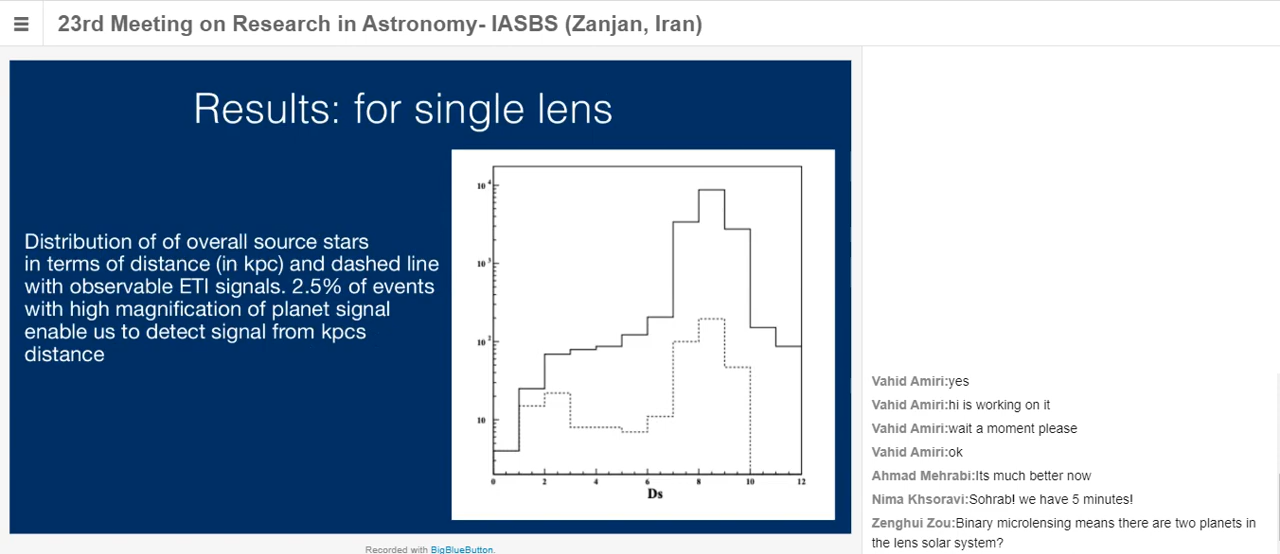 ☰ 23rd Meeting on Research in Astronomy- IASBS (Zanjan, Iran)
Results: for single lens
Distribution of of overall source stars
in terms of distance (in kpc) and dashed line
with observable ETI signals. 2.5% of events
with high magnification of planet signal
enable us to detect signal from kpcs
distance
10⁴
10³
10²
10
0 2 4 6 8 10 12
Ds
Recorded with BigBlueButton.
Vahid Amiri:yes
Vahid Amiri:hi is working on it
Vahid Amiri:wait a moment please
Vahid Amiri:ok
Ahmad Mehrabi:Its much better now
Nima Khsoravi:Sohrab! we have 5 minutes!
Zenghui Zou:Binary microlensing means there are two planets in
the lens solar system?